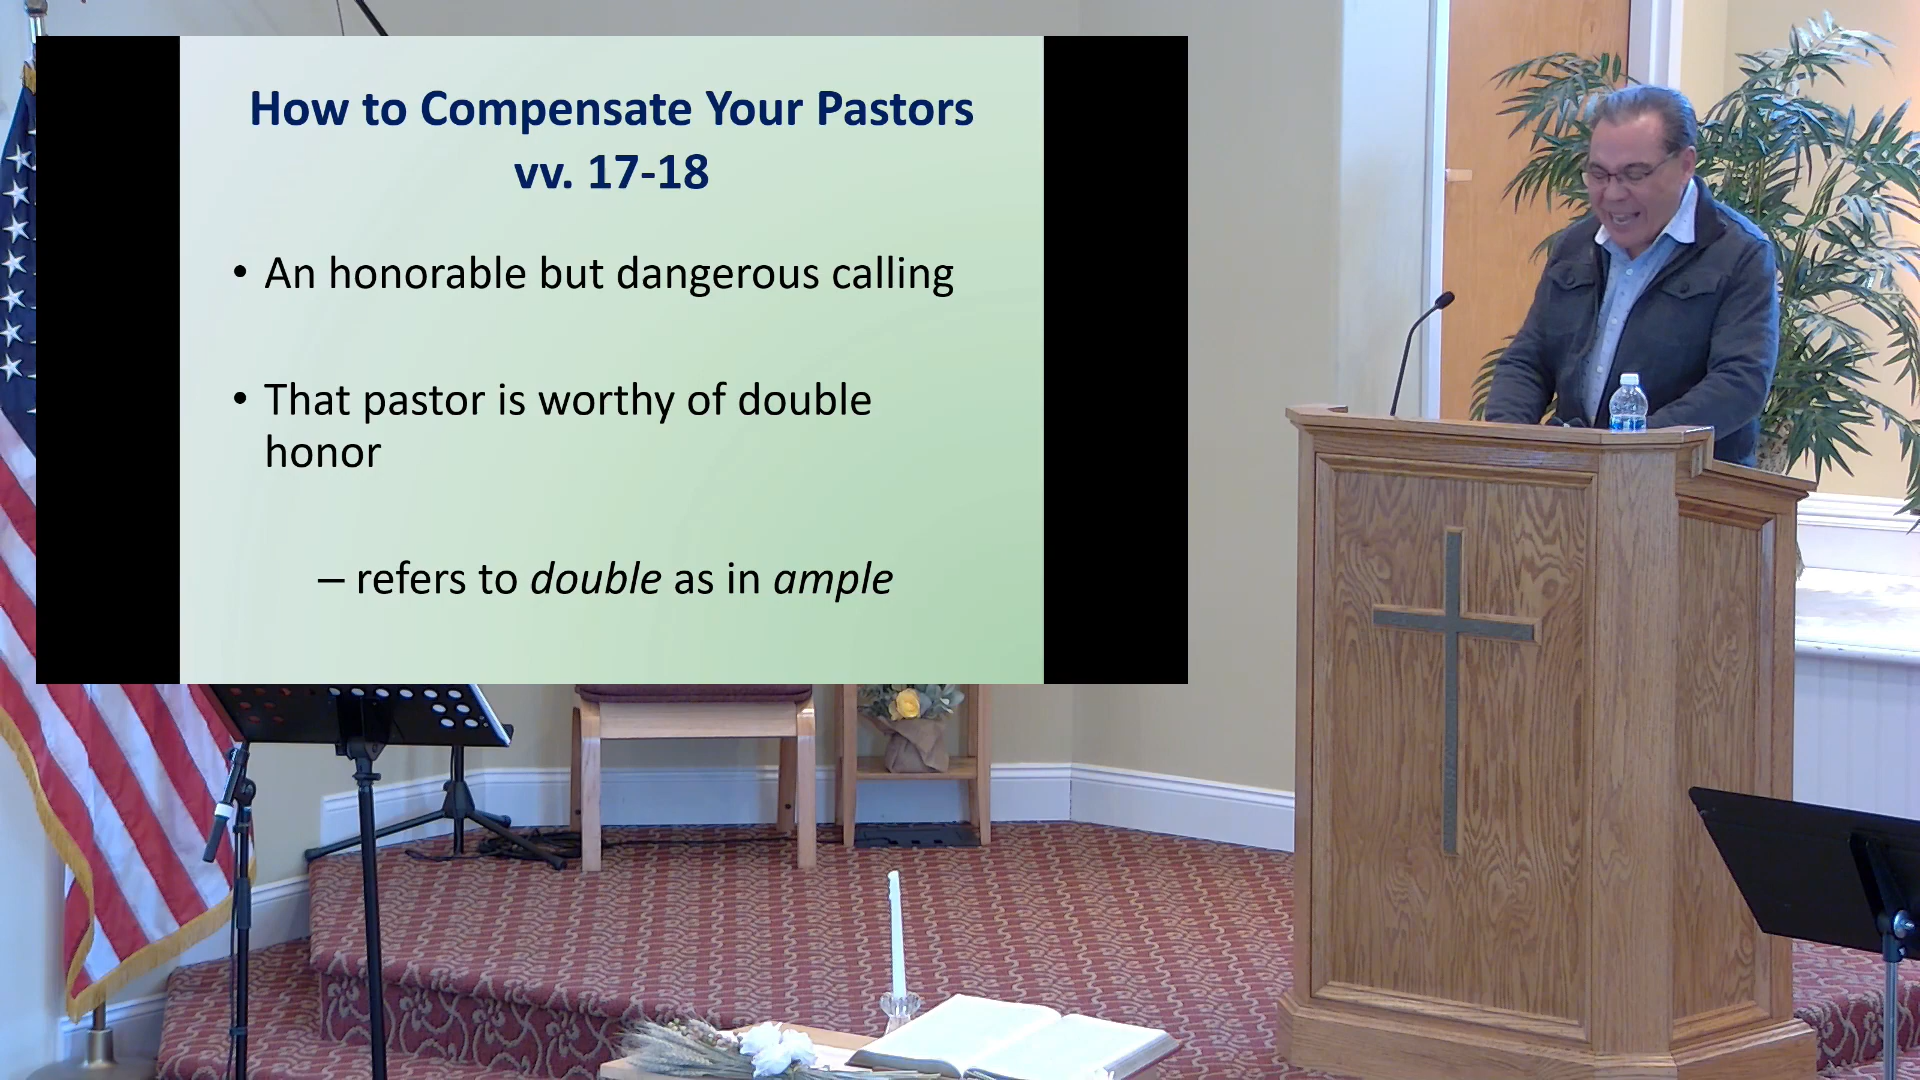 How to Compensate Your Pastors
vv. 17-18
• An honorable but dangerous calling
• That pastor is worthy of double
honor
– refers to double as in ample